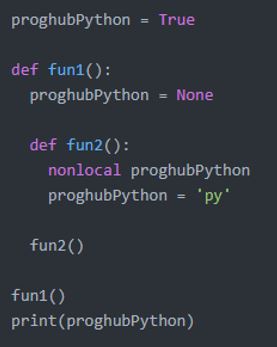 proghubPython = True
def fun1():
  proghubPython = None
  def fun2():
    nonlocal proghubPython
    proghubPython = 'py'
  fun2()
fun1()
print(proghubPython)